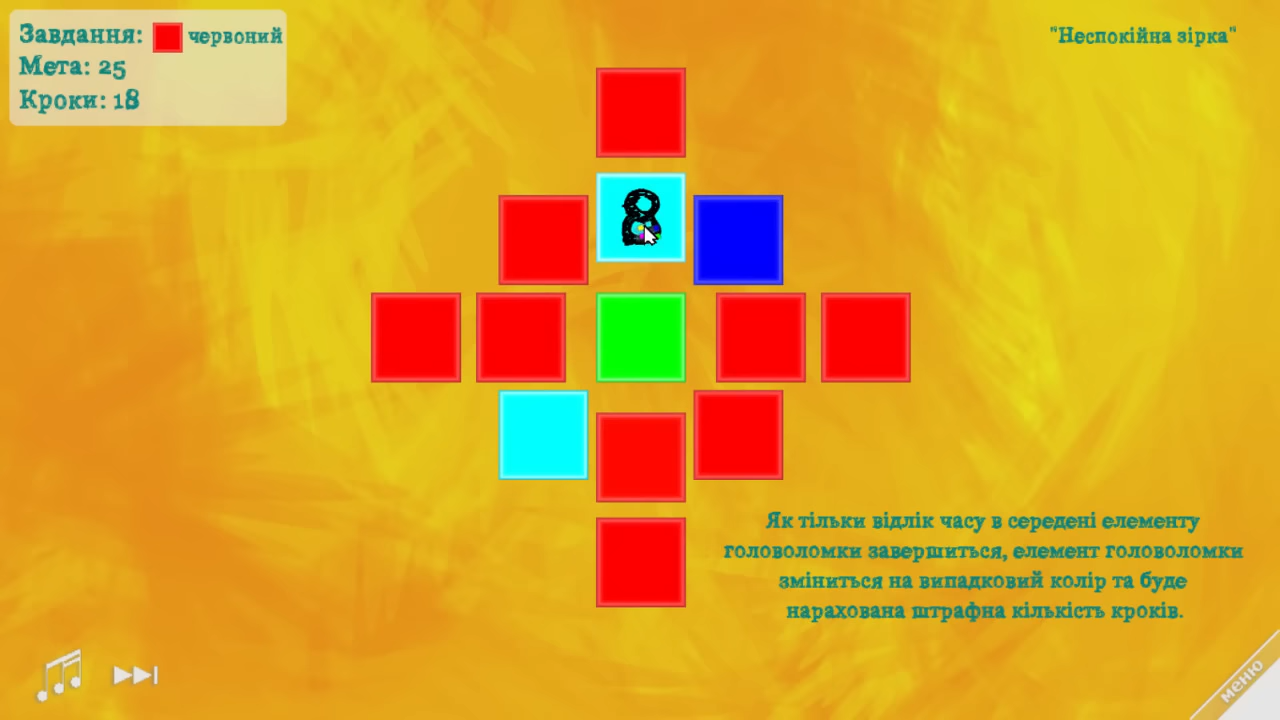 Завдання: червоний
"Неспокійна зірка"
Мета: 25
Кроки: 18
8
Як тільки відлік часу в середені елементу
головоломки завершиться, елемент головоломки
зміниться на випадковий колір та буде
нарахована штрафна кількість кроків.
меню